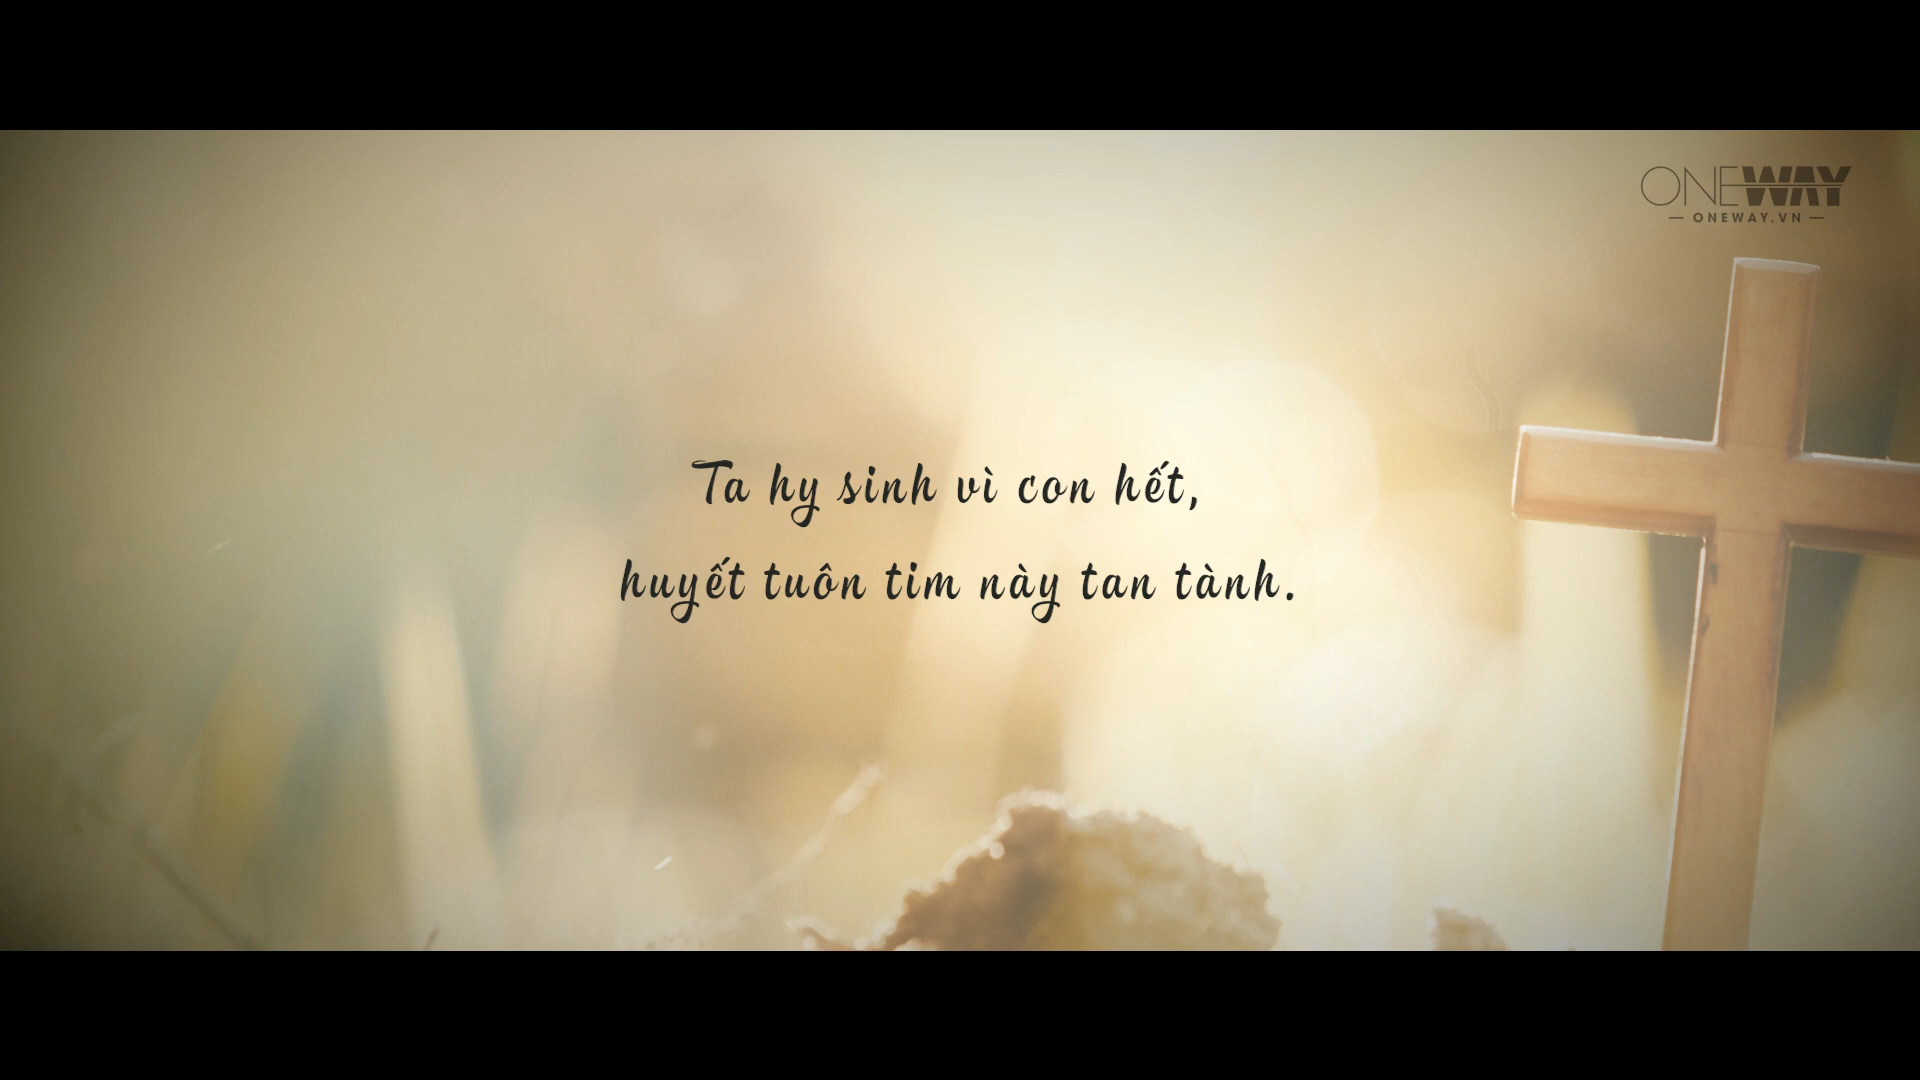 ONEWAY
ONEWAY.VN
Ta hy sinh vì con hết,
huyết tuôn tim này tan tành.